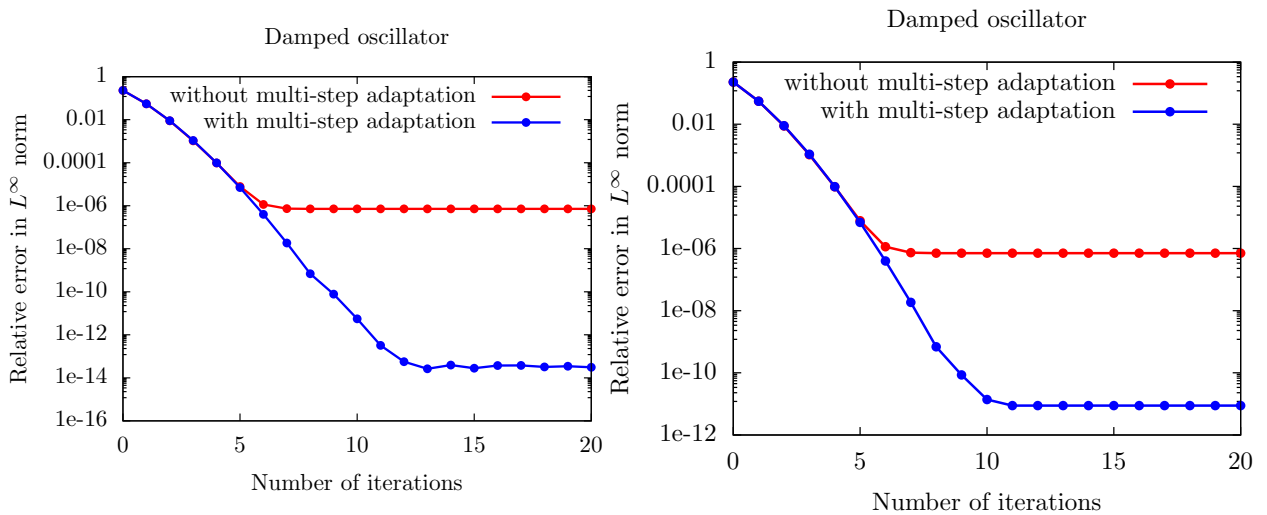 Damped oscillator
Relative error in L∞ norm
1
0.01
0.0001
1e-06
1e-08
1e-10
1e-12
1e-14
1e-16
without multi-step adaptation
with multi-step adaptation
0 5 10 15 20
Number of iterations
Damped oscillator
Relative error in L∞ norm
1
0.01
0.0001
1e-06
1e-08
1e-10
1e-12
without multi-step adaptation
with multi-step adaptation
0 5 10 15 20
Number of iterations